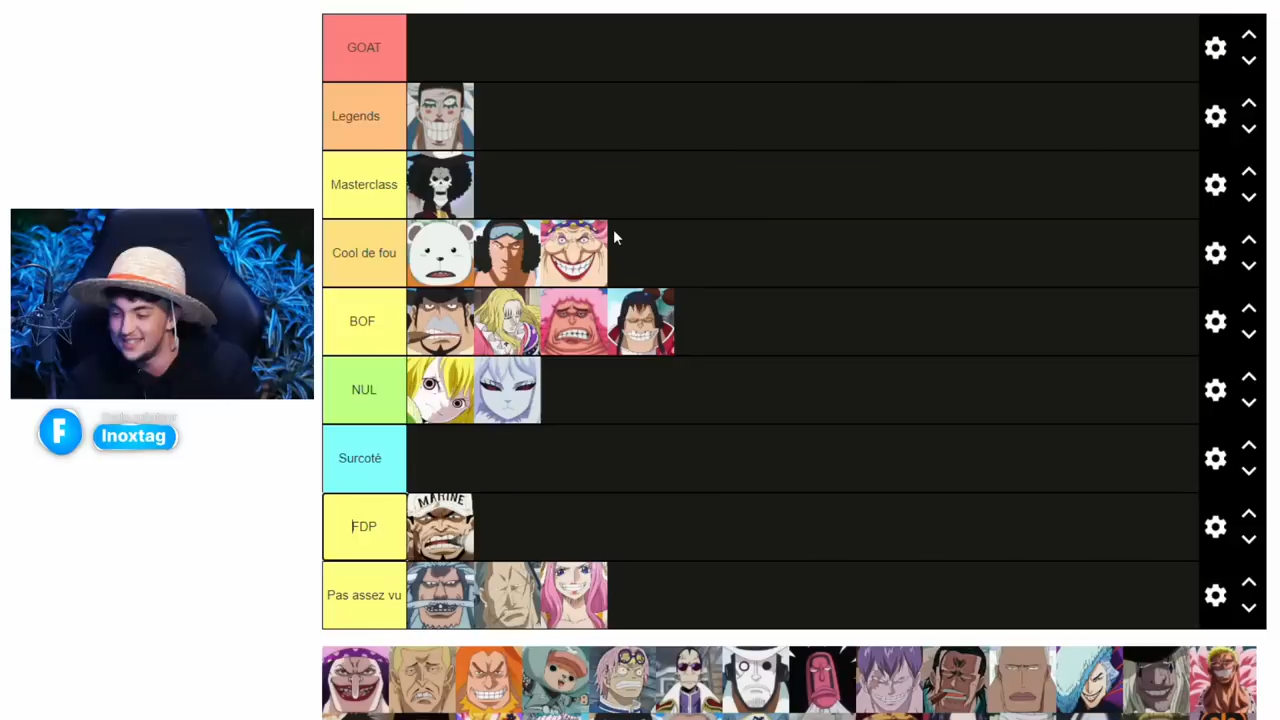 GOAT
Legends
Masterclass
Cool de fou
BOF
NUL
Surcoté
FDP
MARINE
Pas assez vu
F
Inoxtag